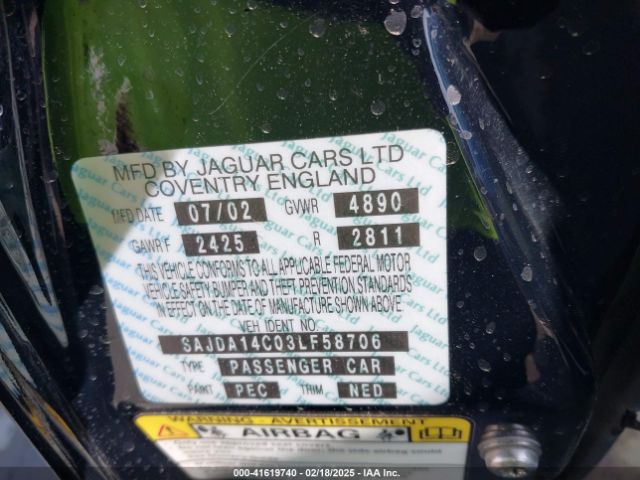 MFD BY JAGUAR CARS LTD
COVENTRY ENGLAND
MFD DATE 07/02 GVWR 4890
GAWR F 2425 R 2811
THIS VEHICLE CONFORMS TO ALL APPLICABLE FEDERAL MOTOR
VEHICLE SAFETY BUMPER AND THEFT PREVENTION STANDARDS
IN EFFECT ON THE DATE OF MANUFACTURE SHOWN ABOVE.
VEH IDENT NO.
SAJDA14C03LF58706
TYPE PASSENGER CAR
PAINT PEC TRIM NED
WARNING AVERTISSEMENT
AIRBAG
000-41619740 - 02/18/2025 - IAA Inc.